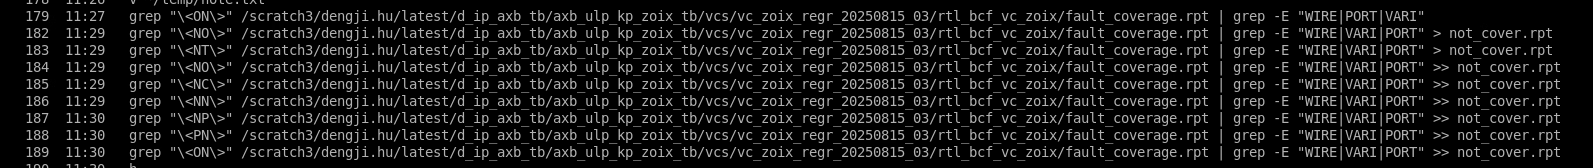 179 11:27 grep "\<ON\>" /scratch3/dengji.hu/latest/d_ip_axb_tb/axb_ulp_kp_zoix_tb/vcs/vc_zoix_regr_20250815_03/rtl_bcf_vc_zoix/fault_coverage.rpt | grep -E "WIRE|PORT|VARI"
182 11:29 grep "\<NO\>" /scratch3/dengji.hu/latest/d_ip_axb_tb/axb_ulp_kp_zoix_tb/vcs/vc_zoix_regr_20250815_03/rtl_bcf_vc_zoix/fault_coverage.rpt | grep -E "WIRE|VARI|PORT" > not_cover.rpt
183 11:29 grep "\<NT\>" /scratch3/dengji.hu/latest/d_ip_axb_tb/axb_ulp_kp_zoix_tb/vcs/vc_zoix_regr_20250815_03/rtl_bcf_vc_zoix/fault_coverage.rpt | grep -E "WIRE|VARI|PORT" > not_cover.rpt
184 11:29 grep "\<NO\>" /scratch3/dengji.hu/latest/d_ip_axb_tb/axb_ulp_kp_zoix_tb/vcs/vc_zoix_regr_20250815_03/rtl_bcf_vc_zoix/fault_coverage.rpt | grep -E "WIRE|VARI|PORT" >> not_cover.rpt
185 11:29 grep "\<NC\>" /scratch3/dengji.hu/latest/d_ip_axb_tb/axb_ulp_kp_zoix_tb/vcs/vc_zoix_regr_20250815_03/rtl_bcf_vc_zoix/fault_coverage.rpt | grep -E "WIRE|VARI|PORT" >> not_cover.rpt
186 11:29 grep "\<NN\>" /scratch3/dengji.hu/latest/d_ip_axb_tb/axb_ulp_kp_zoix_tb/vcs/vc_zoix_regr_20250815_03/rtl_bcf_vc_zoix/fault_coverage.rpt | grep -E "WIRE|VARI|PORT" >> not_cover.rpt
187 11:30 grep "\<NP\>" /scratch3/dengji.hu/latest/d_ip_axb_tb/axb_ulp_kp_zoix_tb/vcs/vc_zoix_regr_20250815_03/rtl_bcf_vc_zoix/fault_coverage.rpt | grep -E "WIRE|VARI|PORT" >> not_cover.rpt
188 11:30 grep "\<PN\>" /scratch3/dengji.hu/latest/d_ip_axb_tb/axb_ulp_kp_zoix_tb/vcs/vc_zoix_regr_20250815_03/rtl_bcf_vc_zoix/fault_coverage.rpt | grep -E "WIRE|VARI|PORT" >> not_cover.rpt
189 11:30 grep "\<ON\>" /scratch3/dengji.hu/latest/d_ip_axb_tb/axb_ulp_kp_zoix_tb/vcs/vc_zoix_regr_20250815_03/rtl_bcf_vc_zoix/fault_coverage.rpt | grep -E "WIRE|VARI|PORT" >> not_cover.rpt